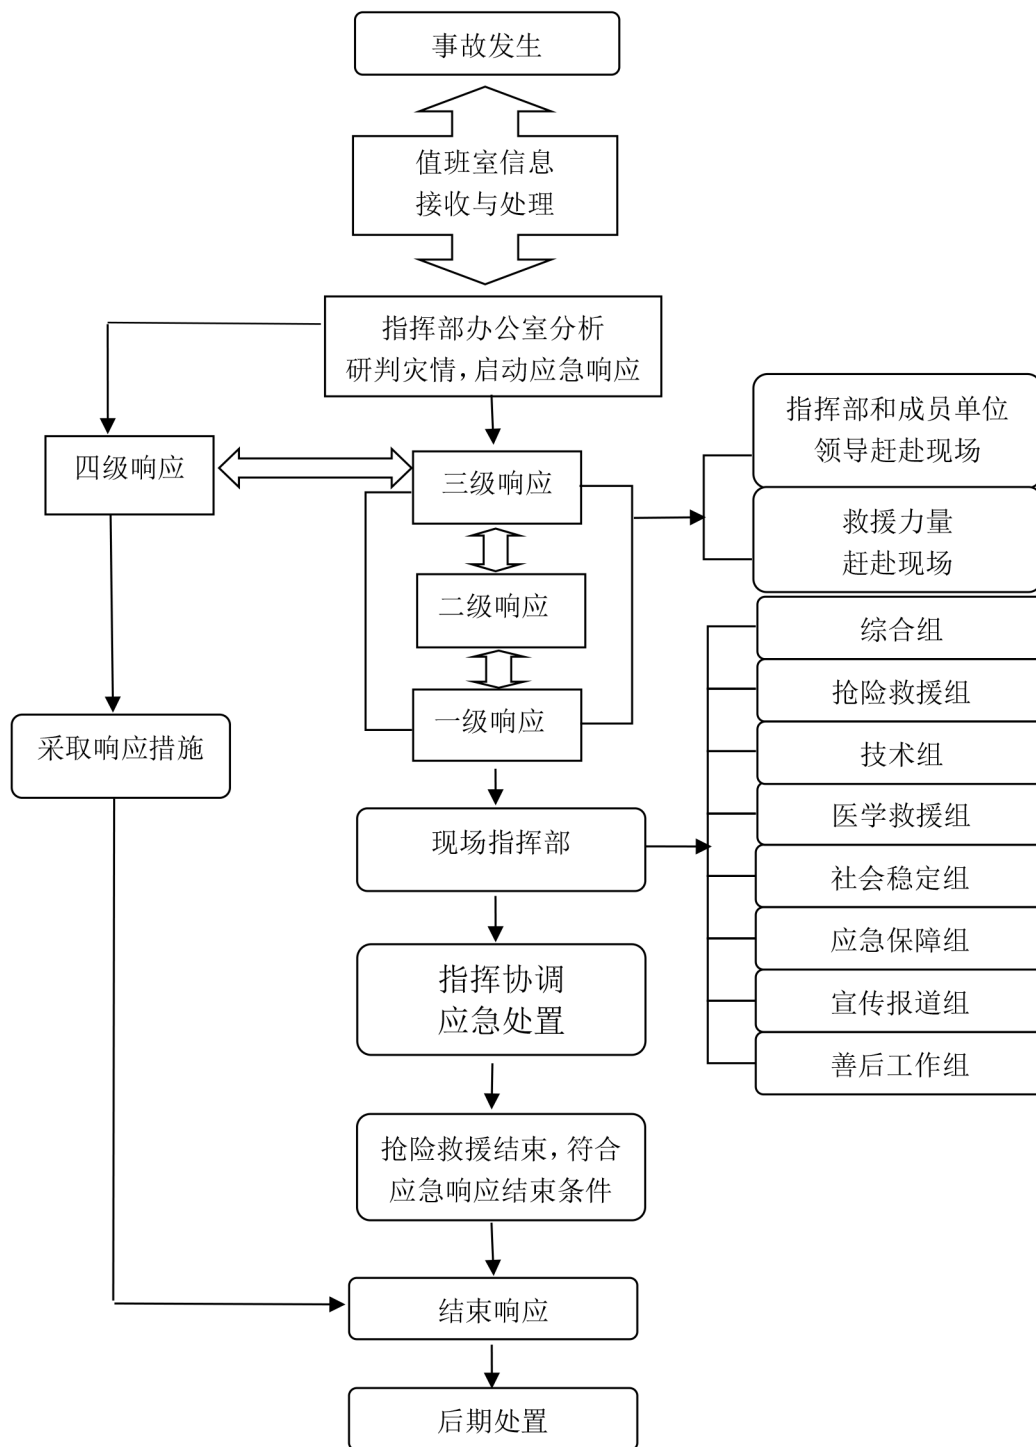 事故发生
值班室信息
接收与处理
指挥部办公室分析
研判灾情，启动应急响应
四级响应
三级响应
二级响应
一级响应
指挥部和成员单位
领导赶赴现场
救援力量
赶赴现场
采取响应措施
现场指挥部
综合组
抢险救援组
技术组
医学救援组
社会稳定组
应急保障组
宣传报道组
善后工作组
指挥协调
应急处置
抢险救援结束，符合
应急响应结束条件
结束响应
后期处置